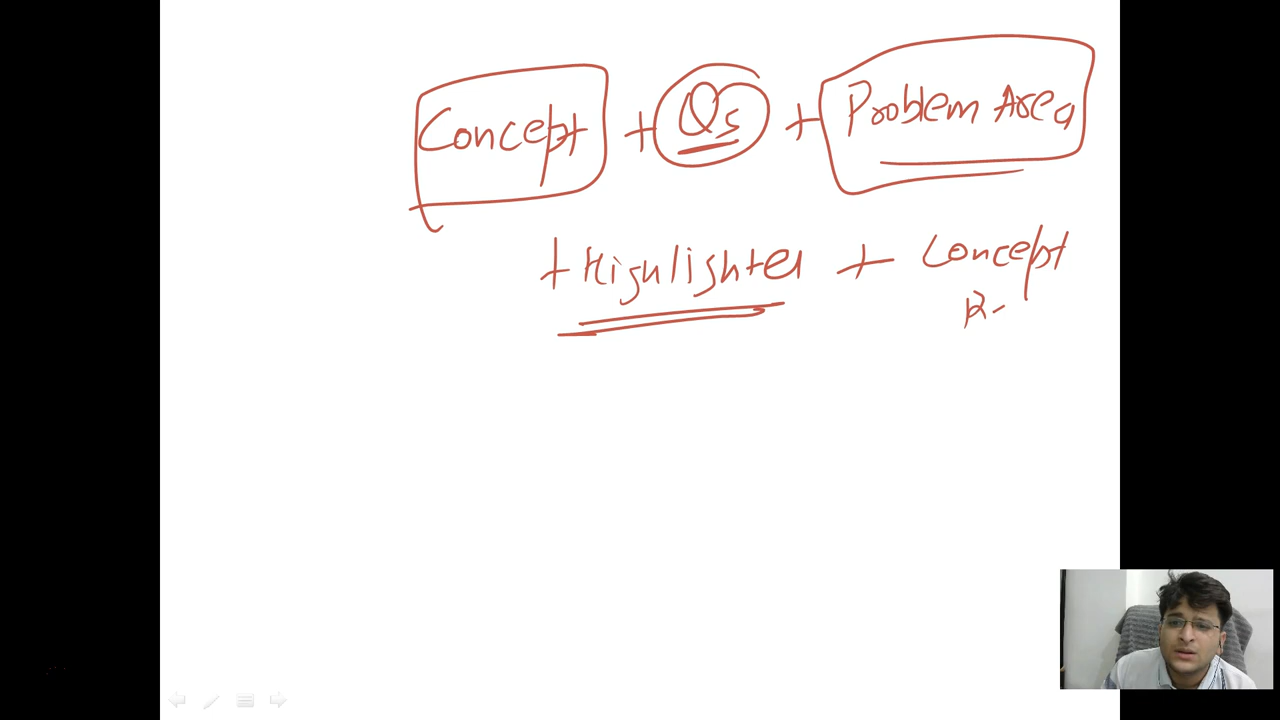 Concept + Qs + Problem Area
+ Highlighter + Concept
R-